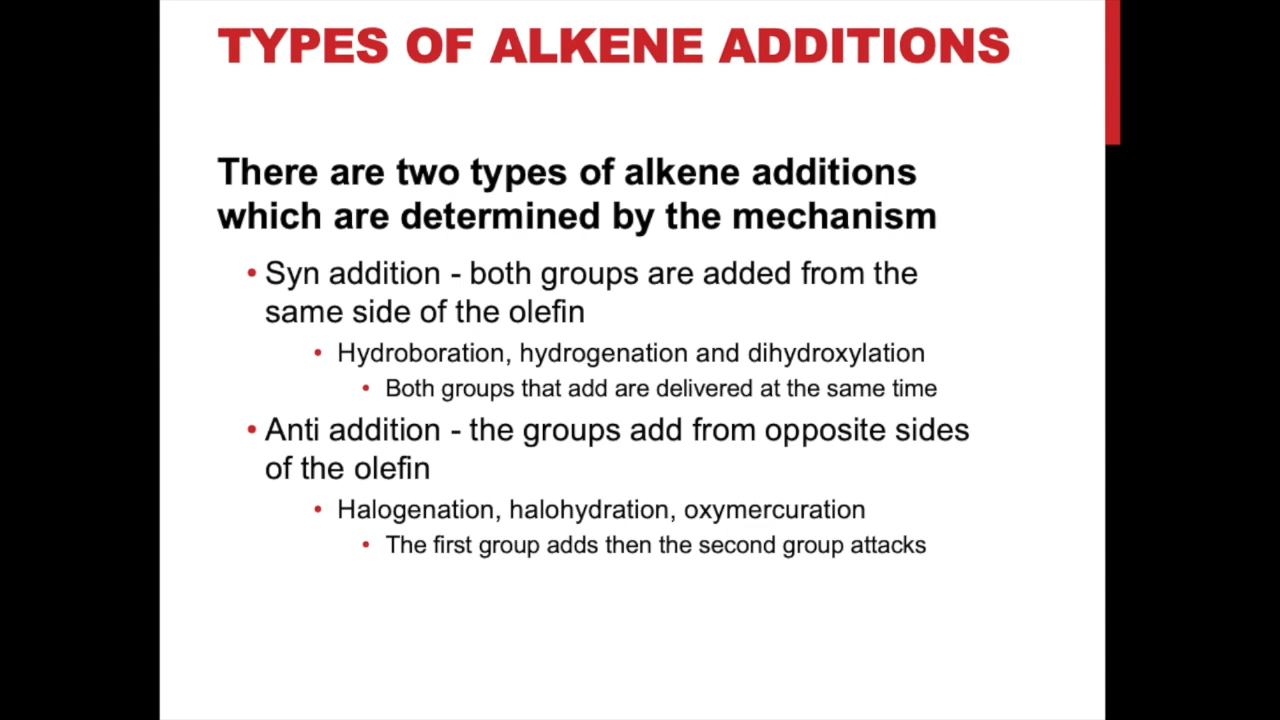 TYPES OF ALKENE ADDITIONS
There are two types of alkene additions
which are determined by the mechanism
• Syn addition - both groups are added from the
same side of the olefin
• Hydroboration, hydrogenation and dihydroxylation
• Both groups that add are delivered at the same time
• Anti addition - the groups add from opposite sides
of the olefin
• Halogenation, halohydration, oxymercuration
• The first group adds then the second group attacks